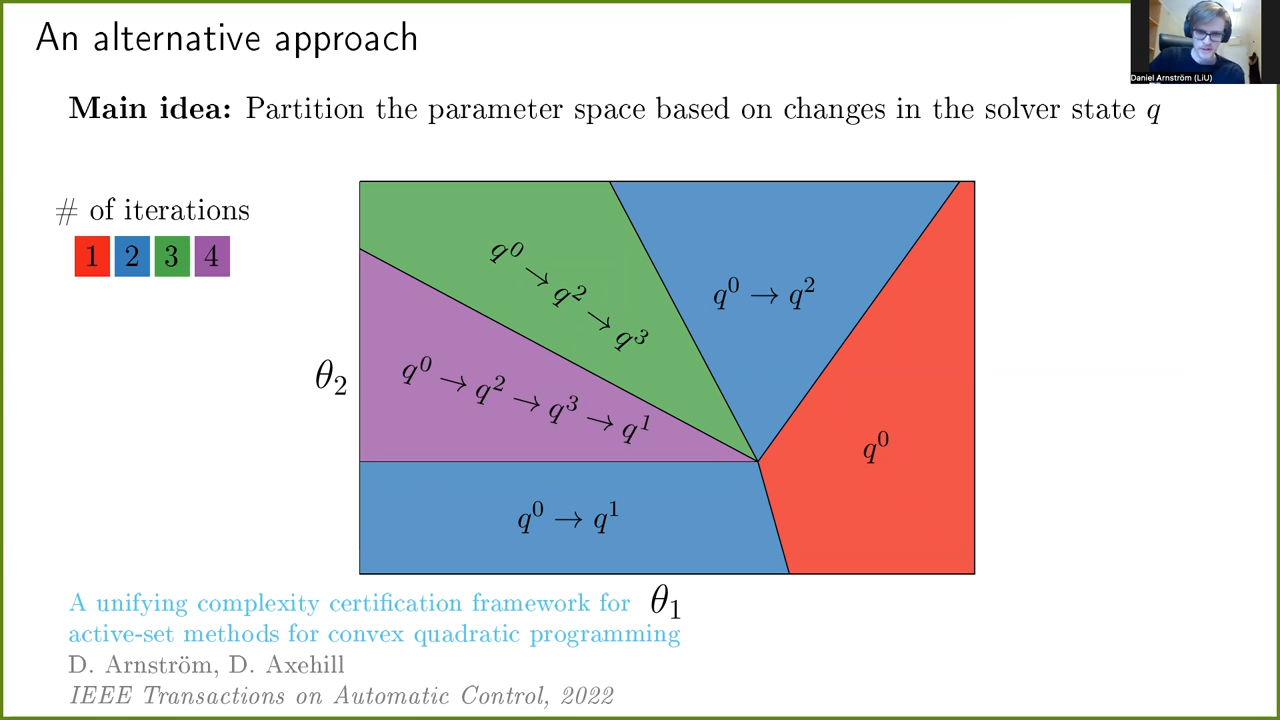 An alternative approach
Daniel Arnström (LiU)
Main idea: Partition the parameter space based on changes in the solver state q
# of iterations
1 2 3 4
q⁰ → q² → q³
q⁰ → q²
θ₂
q⁰ → q² → q³ → q¹
q⁰
q⁰ → q¹
θ₁
A unifying complexity certification framework for
active-set methods for convex quadratic programming
D. Arnström, D. Axehill
IEEE Transactions on Automatic Control, 2022